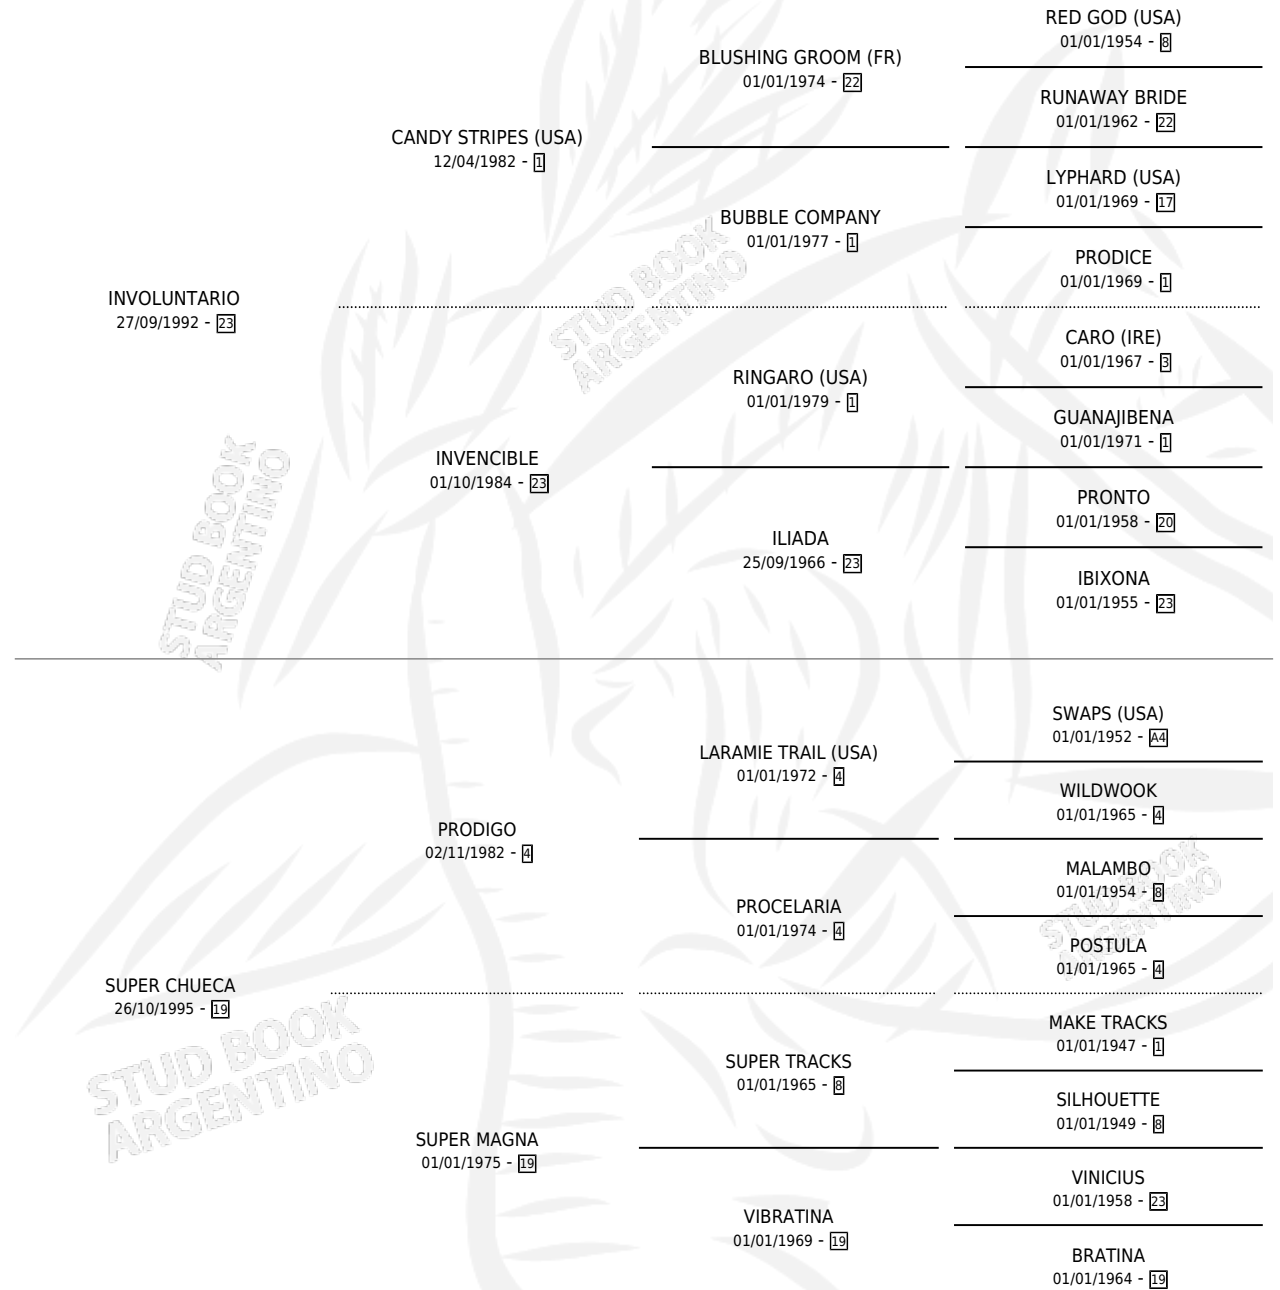 RED GOD (USA)
01/01/1954 - 8
BLUSHING GROOM (FR)
01/01/1974 - 22
RUNAWAY BRIDE
01/01/1962 - 22
CANDY STRIPES (USA)
12/04/1982 - 1
LYPHARD (USA)
01/01/1969 - 17
BUBBLE COMPANY
01/01/1977 - 1
PRODICE
01/01/1969 - 1
INVOLUNTARIO
27/09/1992 - 23
CARO (IRE)
01/01/1967 - 3
RINGARO (USA)
01/01/1979 - 1
GUANAJIBENA
01/01/1971 - 1
INVENCIBLE
01/10/1984 - 23
PRONTO
01/01/1958 - 20
ILIADA
25/09/1966 - 23
IBIXONA
01/01/1955 - 23
SWAPS (USA)
01/01/1952 - A4
LARAMIE TRAIL (USA)
01/01/1972 - 4
WILDWOOK
01/01/1965 - 4
PRODIGO
02/11/1982 - 4
MALAMBO
01/01/1954 - 8
PROCELARIA
01/01/1974 - 4
POSTULA
01/01/1965 - 4
SUPER CHUECA
26/10/1995 - 19
MAKE TRACKS
01/01/1947 - 1
SUPER TRACKS
01/01/1965 - 8
SILHOUETTE
01/01/1949 - 8
SUPER MAGNA
01/01/1975 - 19
VINICIUS
01/01/1958 - 23
VIBRATINA
01/01/1969 - 19
BRATINA
01/01/1964 - 19
STUD BOOK
ARGENTINO
STUD BOOK
ARGENTINO
STUD BOOK
ARGENTINO
STUD BOOK
ARGENTINO